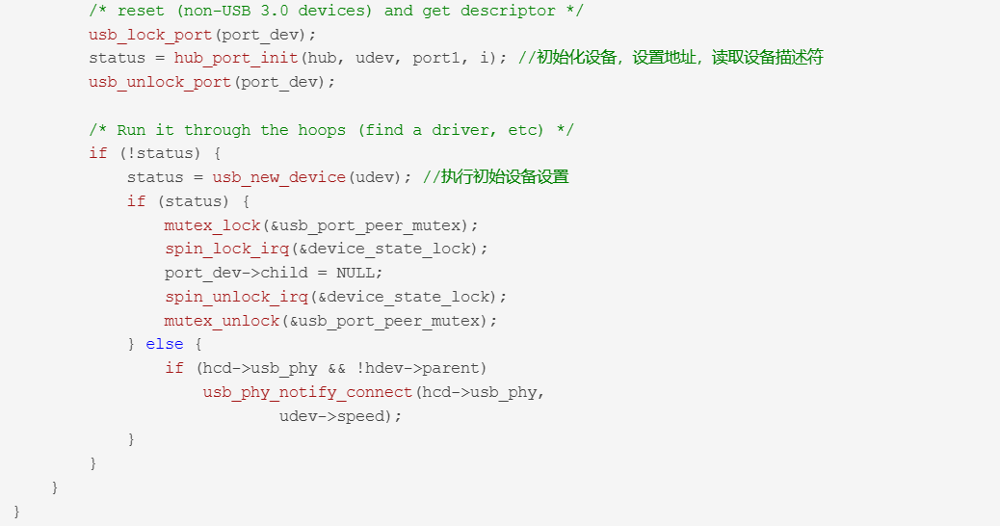 /* reset (non-USB 3.0 devices) and get descriptor */
usb_lock_port(port_dev);
status = hub_port_init(hub, udev, port1, i); //初始化设备，设置地址，读取设备描述符
usb_unlock_port(port_dev);
/* Run it through the hoops (find a driver, etc) */
if (!status) {
status = usb_new_device(udev); //执行初始设备设置
if (status) {
mutex_lock(&usb_port_peer_mutex);
spin_lock_irq(&device_state_lock);
port_dev->child = NULL;
spin_unlock_irq(&device_state_lock);
mutex_unlock(&usb_port_peer_mutex);
} else {
if (hcd->usb_phy && !hdev->parent)
usb_phy_notify_connect(hcd->usb_phy,
udev->speed);
}
}
}
}